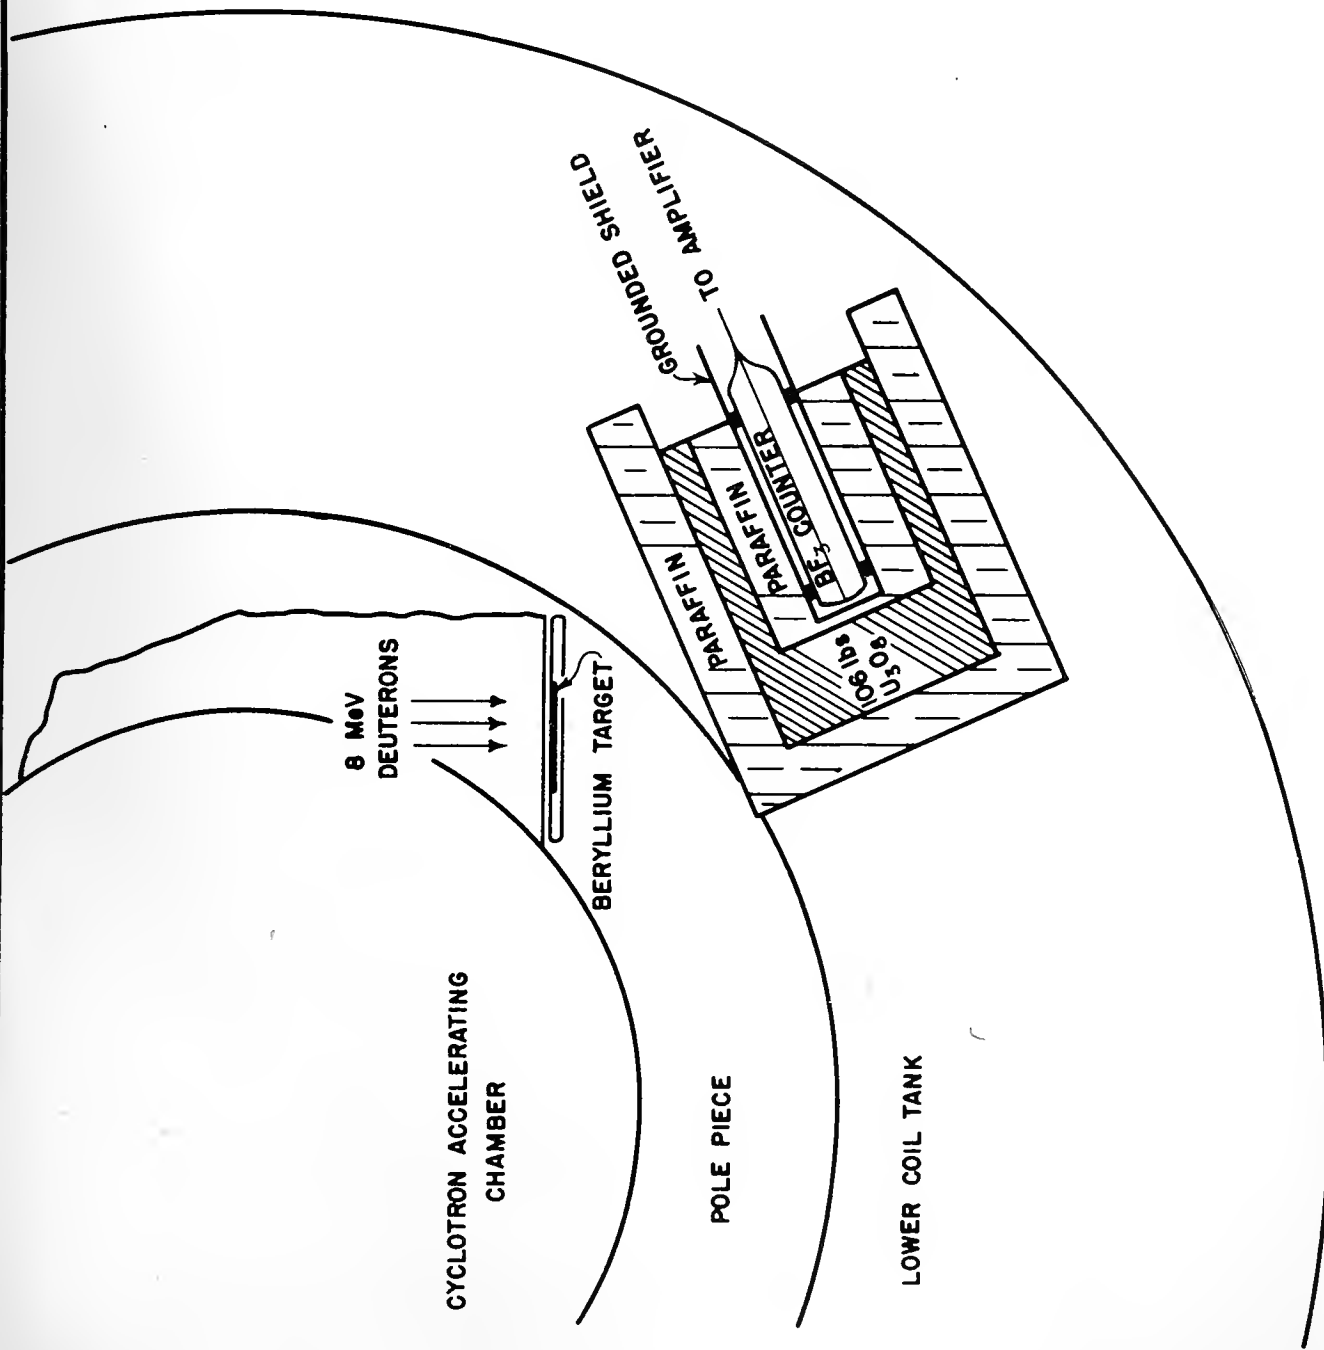 GROUNDED SHIELD
TO AMPLIFIER
8 MeV
DEUTERONS
BERYLLIUM TARGET
PARAFFIN
PARAFFIN
BF₃ COUNTER
106 lbs
U₃O₈
CYCLOTRON ACCELERATING
CHAMBER
POLE PIECE
LOWER COIL TANK